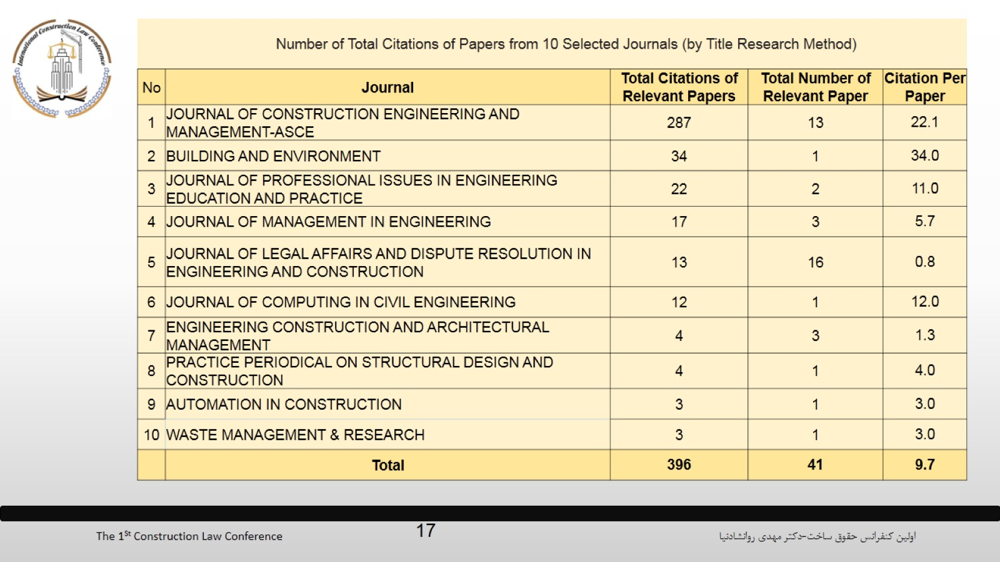 Intenational Construction Law Conference
Number of Total Citations of Papers from 10 Selected Journals (by Title Research Method)
No Journal Total Citations of Relevant Papers Total Number of Relevant Paper Citation Per Paper
1 JOURNAL OF CONSTRUCTION ENGINEERING AND
MANAGEMENT-ASCE 287 13 22.1
2 BUILDING AND ENVIRONMENT 34 1 34.0
3 JOURNAL OF PROFESSIONAL ISSUES IN ENGINEERING
EDUCATION AND PRACTICE 22 2 11.0
4 JOURNAL OF MANAGEMENT IN ENGINEERING 17 3 5.7
5 JOURNAL OF LEGAL AFFAIRS AND DISPUTE RESOLUTION IN
ENGINEERING AND CONSTRUCTION 13 16 0.8
6 JOURNAL OF COMPUTING IN CIVIL ENGINEERING 12 1 12.0
7 ENGINEERING CONSTRUCTION AND ARCHITECTURAL
MANAGEMENT 4 3 1.3
8 PRACTICE PERIODICAL ON STRUCTURAL DESIGN AND
CONSTRUCTION 4 1 4.0
9 AUTOMATION IN CONSTRUCTION 3 1 3.0
10 WASTE MANAGEMENT & RESEARCH 3 1 3.0
Total 396 41 9.7
The 1St Construction Law Conference
17
اولین کنفرانس حقوق ساخت-دکتر مهدی روانشادنیا